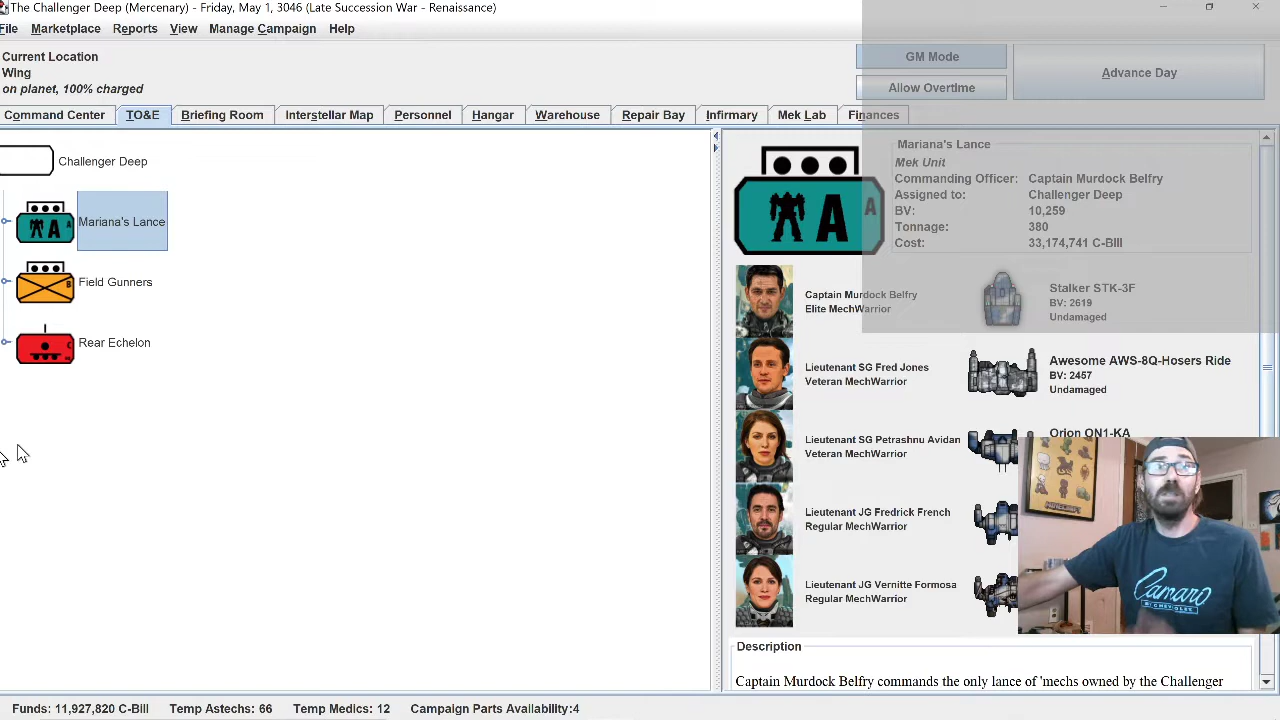 The Challenger Deep (Mercenary) - Friday, May 1, 3046 (Late Succession War - Renaissance)
File Marketplace Reports View Manage Campaign Help
Current Location
Wing
on planet, 100% charged
GM Mode
Allow Overtime
Advance Day
Command Center TO&E Briefing Room Interstellar Map Personnel Hangar Warehouse Repair Bay Infirmary Mek Lab Finances
Challenger Deep
A A Mariana's Lance
Field Gunners
Rear Echelon
A A
Mariana's Lance
Mek Unit
Commanding Officer: Captain Murdock Belfry
Assigned to: Challenger Deep
BV: 10,259
Tonnage: 380
Cost: 33,174,741 C-Bill
Captain Murdock Belfry
Elite MechWarrior
Stalker STK-3F
BV: 2619
Undamaged
Lieutenant SG Fred Jones
Veteran MechWarrior
Awesome AWS-8Q-Hosers Ride
BV: 2457
Undamaged
Lieutenant SG Petrashnu Avidan
Veteran MechWarrior
Orion ON1-KA
Lieutenant JG Fredrick French
Regular MechWarrior
Lieutenant JG Vernitte Formosa
Regular MechWarrior
Camaro
BY CHEVROLET
Description
Captain Murdock Belfry commands the only lance of 'mechs owned by the Challenger
Funds: 11,927,820 C-Bill Temp Astechs: 66 Temp Medics: 12 Campaign Parts Availability:4